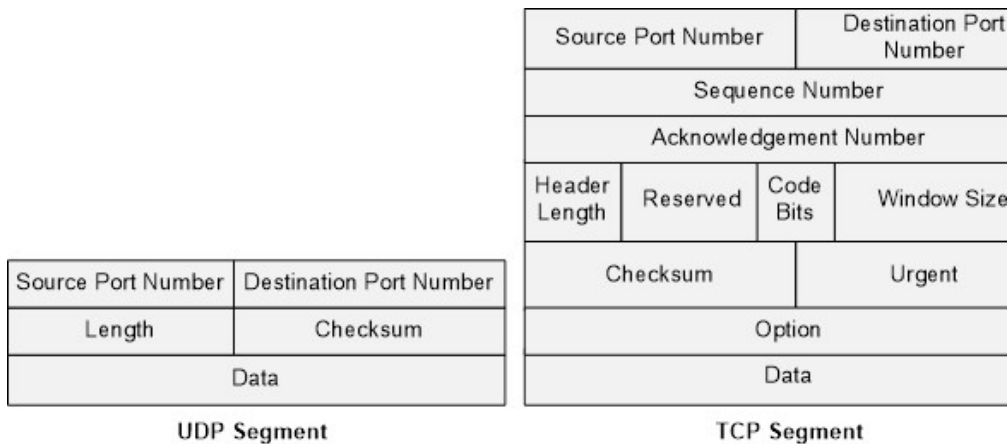 Source Port Number
Destination Port
Number
Sequence Number
Acknowledgement Number
Header
Length
Reserved
Code
Bits
Window Size
Checksum
Urgent
Option
Data
TCP Segment
Source Port Number
Destination Port Number
Length
Checksum
Data
UDP Segment